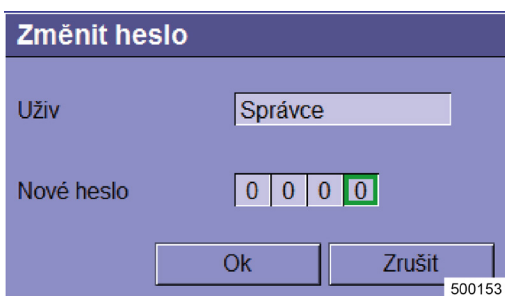 Změnit heslo
Uživ Správce
Nové heslo 0 0 0 0
Ok Zrušit
500153